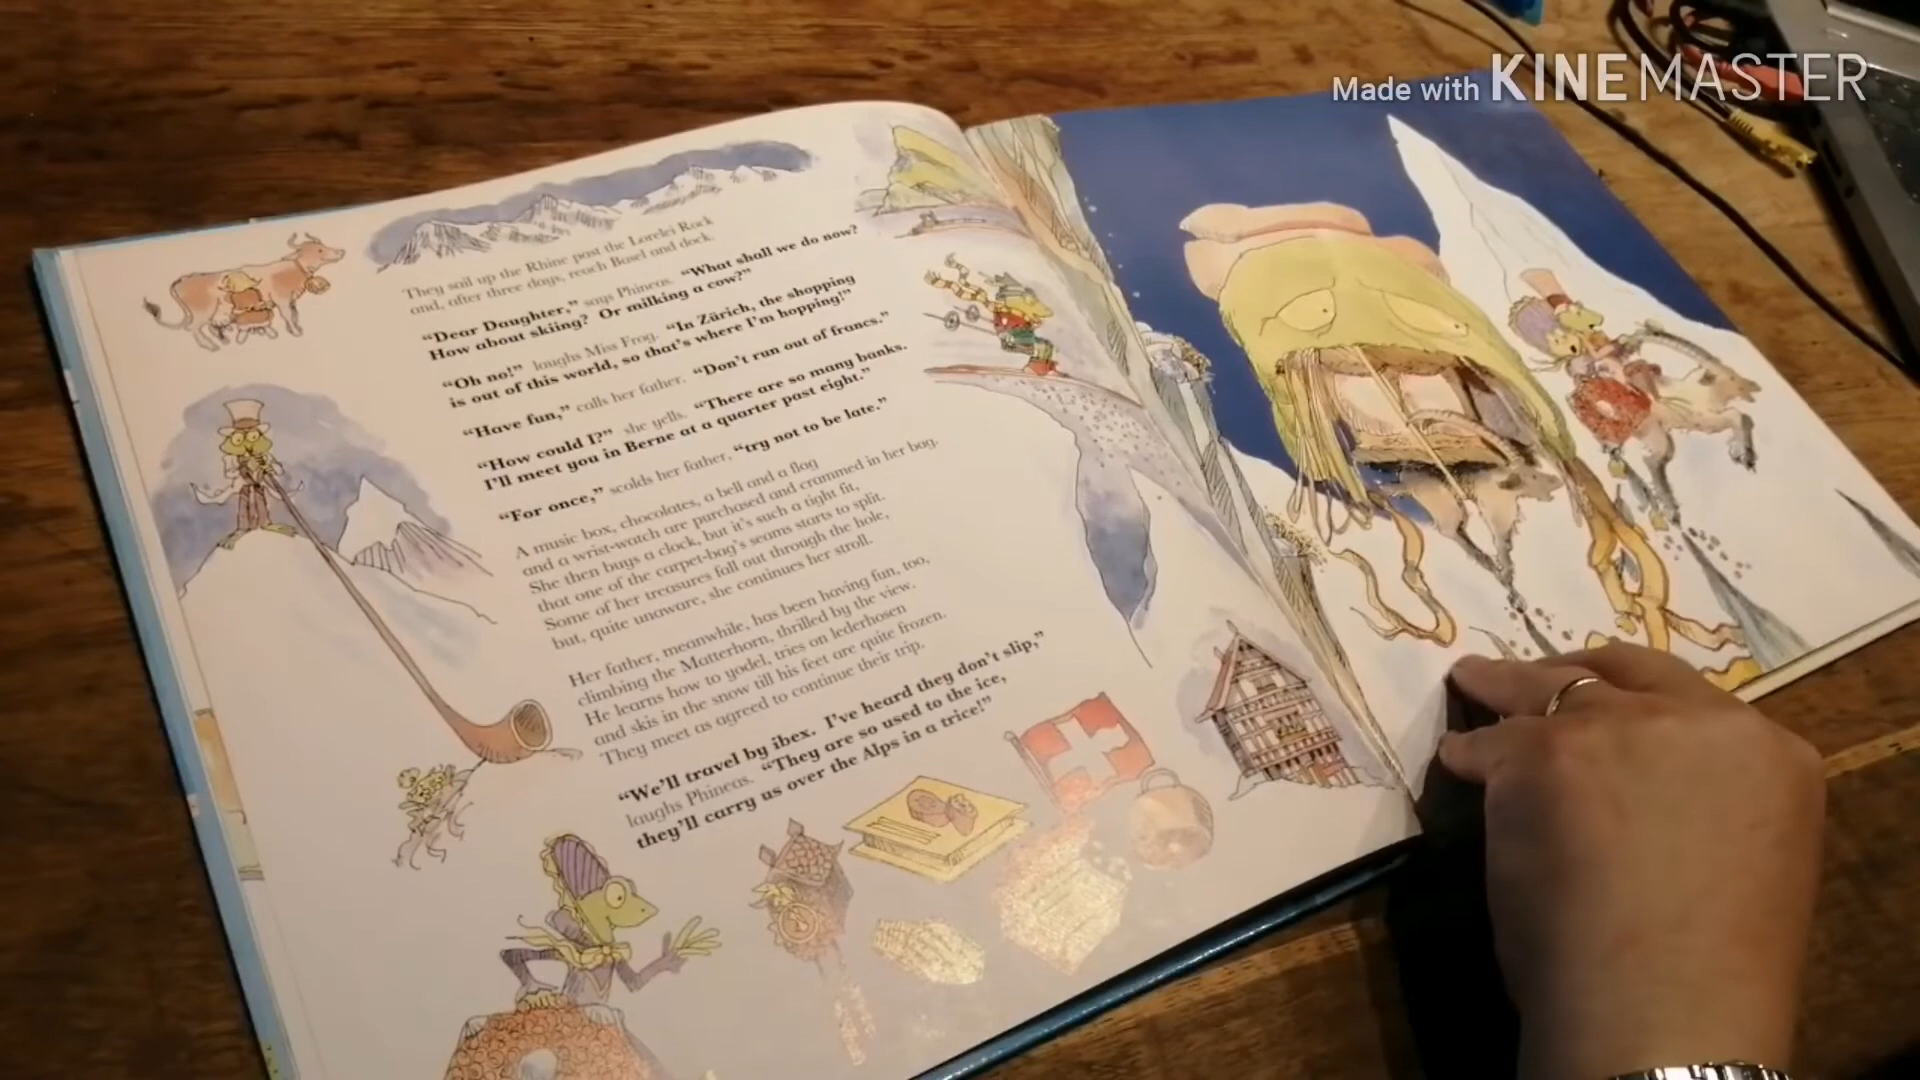 Made with KINEMASTER
They sail up the Rhine past the Lorelei Rock
and, after three days, reach Basel and dock.
“Dear Daughter,” says Phineas. “What shall we do now?
How about skiing? Or milking a cow?”
“Oh no!” laughs Miss Frog. “In Zürich, the shopping
is out of this world, so that’s where I’m hopping!”
“Have fun,” calls her father. “Don’t run out of francs.”
“How could I?” she yells. “There are so many banks.
I’ll meet you in Berne at a quarter past eight.”
“For once,” scolds her father, “try not to be late.”
A music box, chocolates, a bell and a flag
and a wrist-watch are purchased and crammed in her bag.
She then buys a clock, but it’s such a tight fit,
that one of the carpet-bag’s seams starts to split.
Some of her treasures fall out through the hole,
but, quite unaware, she continues her stroll.
Her father, meanwhile, has been having fun, too,
climbing the Matterhorn, thrilled by the view.
He learns how to yodel, tries on lederhosen
and skis in the snow till his feet are quite frozen.
They meet as agreed to continue their trip.
“We’ll travel by ibex. I’ve heard they don’t slip,”
laughs Phineas. “They are so used to the ice,
they’ll carry us over the Alps in a trice!”